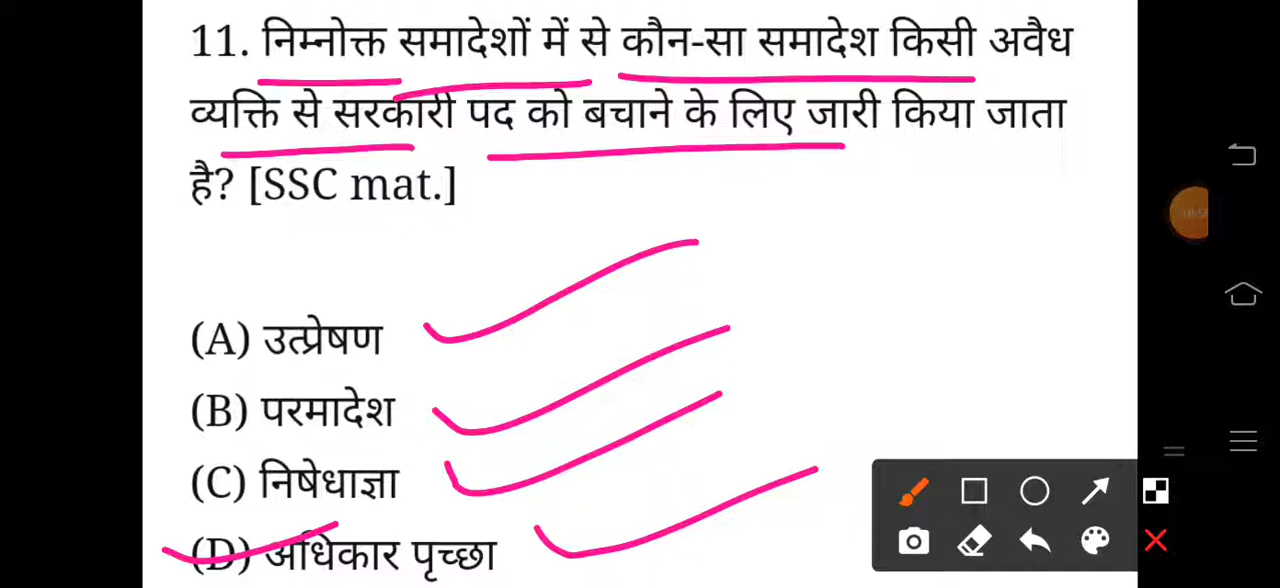 11. निम्नोक्त समादेशों में से कौन-सा समादेश किसी अवैध
व्यक्ति से सरकारी पद को बचाने के लिए जारी किया जाता
है? [SSC mat.]
(A) उत्प्रेषण
(B) परमादेश
(C) निषेधाज्ञा
(D) अधिकार पृच्छा